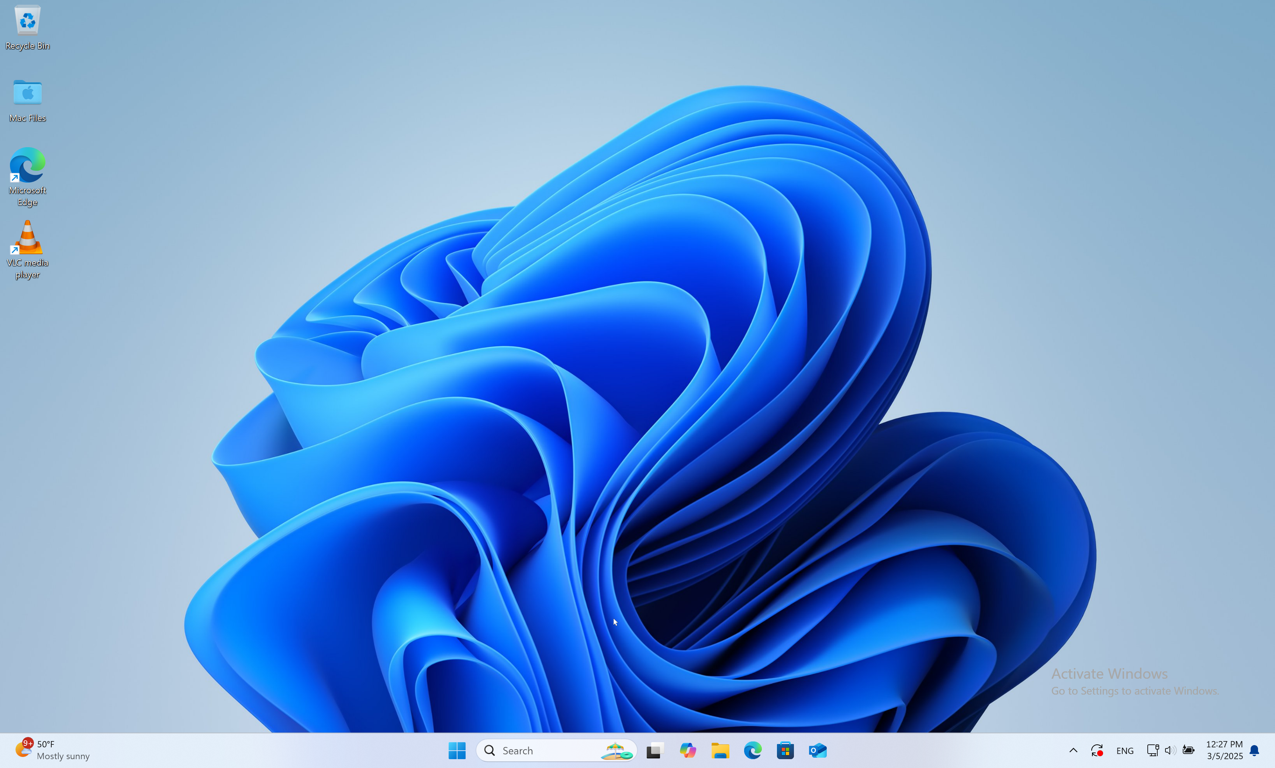 Recycle Bin
Mac Files
Microsoft
Edge
VLC media
player
Activate Windows
Go to Settings to activate Windows.
9+
50°F
Mostly sunny
Search
ENG
12:27 PM
3/5/2025